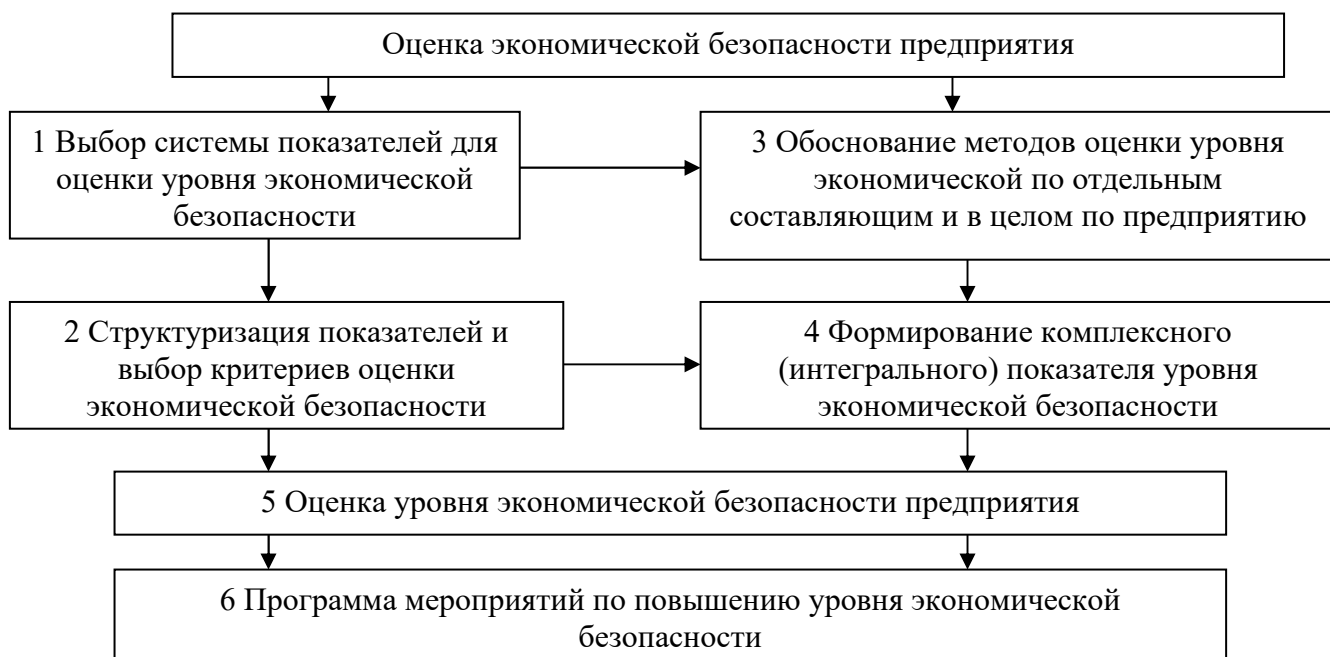 Оценка экономической безопасности предприятия
1 Выбор системы показателей для
оценки уровня экономической
безопасности
3 Обоснование методов оценки уровня
экономической по отдельным
составляющим и в целом по предприятию
2 Структуризация показателей и
выбор критериев оценки
экономической безопасности
4 Формирование комплексного
(интегрального) показателя уровня
экономической безопасности
5 Оценка уровня экономической безопасности предприятия
6 Программа мероприятий по повышению уровня экономической
безопасности